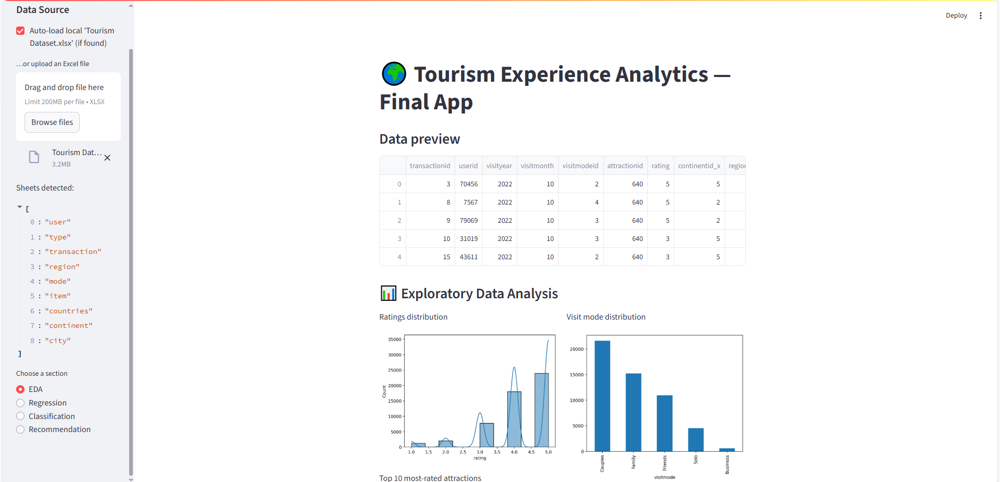 Data Source
Auto-load local 'Tourism
Dataset.xlsx' (if found)
...or upload an Excel file
Drag and drop file here
Limit 200MB per file • XLSX
Browse files
Tourism Dat...
3.2MB
Sheets detected:
[
0 : "user"
1 : "type"
2 : "transaction"
3 : "region"
4 : "mode"
5 : "item"
6 : "countries"
7 : "continent"
8 : "city"
]
Choose a section
EDA
Regression
Classification
Recommendation
Deploy
Tourism Experience Analytics —
Final App
Data preview
transactionid userid visityear visitmonth visitmodeid attractionid rating continentid_x region
0 3 70456 2022 10 2 640 5 5
1 8 7567 2022 10 4 640 5 2
2 9 79069 2022 10 3 640 5 2
3 10 31019 2022 10 3 640 3 5
4 15 43611 2022 10 2 640 3 5
Exploratory Data Analysis
Ratings distribution
35000
30000
25000
20000
15000
10000
5000
0
Count
1.0 1.5 2.0 2.5 3.0 3.5 4.0 4.5 5.0
rating
Visit mode distribution
20000
15000
10000
5000
0
Couples Family Friends Solo Business
visitmode
Top 10 most-rated attractions